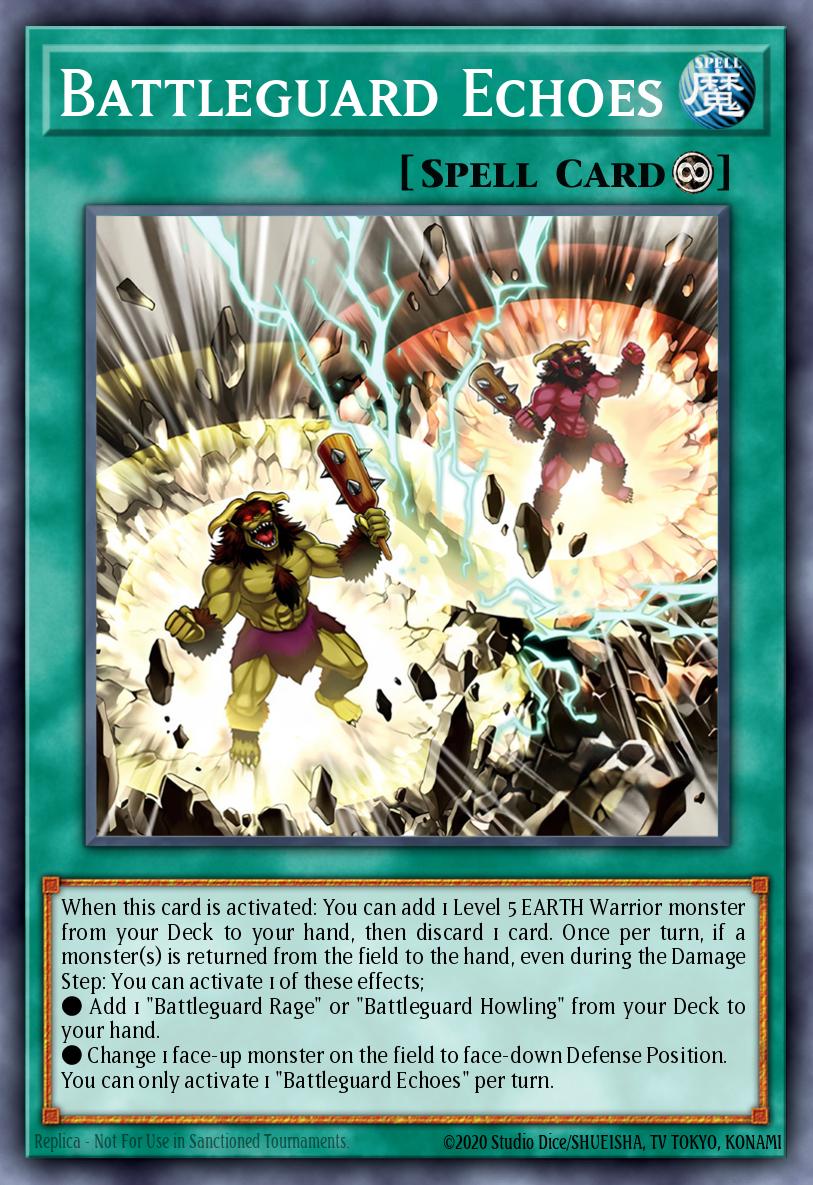 BATTLEGUARD ECHOES
SPELL
魔
[SPELL CARD]
When this card is activated: You can add 1 Level 5 EARTH Warrior monster
from your Deck to your hand, then discard 1 card. Once per turn, if a
monster(s) is returned from the field to the hand, even during the Damage
Step: You can activate 1 of these effects;
● Add 1 "Battleguard Rage" or "Battleguard Howling" from your Deck to
your hand.
● Change 1 face-up monster on the field to face-down Defense Position.
You can only activate 1 "Battleguard Echoes" per turn.
Replica - Not For Use in Sanctioned Tournaments.
©2020 Studio Dice/SHUEISHA, TV TOKYO, KONAMI